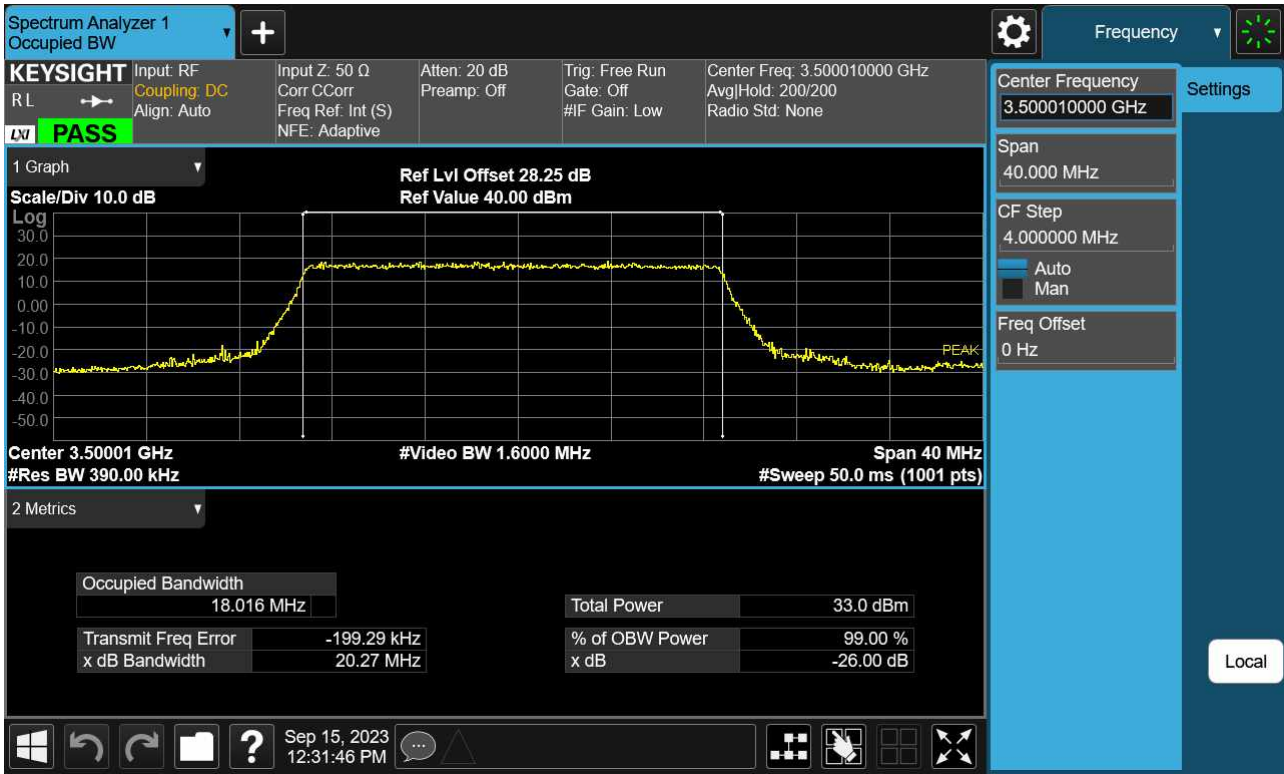 Spectrum Analyzer 1
Occupied BW
Frequency
KEYSIGHT
RL
LXI
PASS
Input: RF
Coupling: DC
Align: Auto
Input Z: 50 Ω
Corr CCorr
Freq Ref: Int (S)
NFE: Adaptive
Atten: 20 dB
Preamp: Off
Trig: Free Run
Gate: Off
#IF Gain: Low
Center Freq: 3.500010000 GHz
Avg|Hold: 200/200
Radio Std: None
Center Frequency
3.500010000 GHz
Settings
Span
40.000 MHz
CF Step
4.000000 MHz
Auto
Man
Freq Offset
0 Hz
Local
1 Graph
Scale/Div 10.0 dB
Ref Lvl Offset 28.25 dB
Ref Value 40.00 dBm
Log
30.0
20.0
10.0
0.00
-10.0
-20.0
-30.0
-40.0
-50.0
PEAK
Center 3.50001 GHz
#Video BW 1.6000 MHz
Span 40 MHz
#Res BW 390.00 kHz
#Sweep 50.0 ms (1001 pts)
2 Metrics
Occupied Bandwidth
18.016 MHz
Total Power 33.0 dBm
Transmit Freq Error -199.29 kHz
% of OBW Power 99.00 %
x dB Bandwidth 20.27 MHz
x dB -26.00 dB
?
Sep 15, 2023
12:31:46 PM